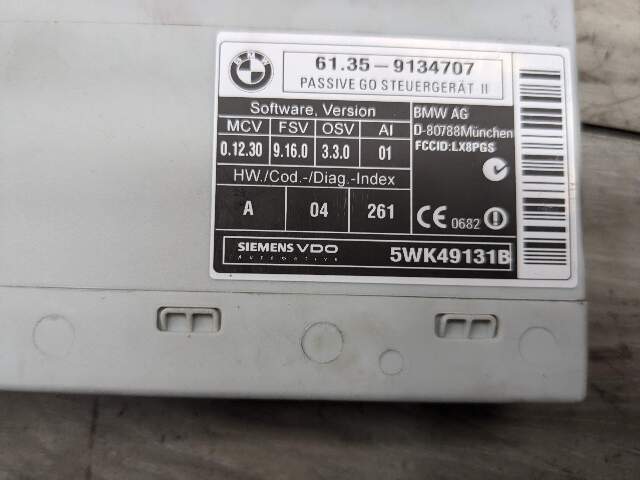 BMW
61.35-9134707
PASSIVE GO STEUERGERÄT II
Software, Version
MCV FSV OSV AI
0.12.30 9.16.0 3.3.0 01
HW./Cod.-/Diag.-Index
A 04 261
BMW AG
D-80788München
FCCID:LX8PGS
CE 0682
SIEMENS VDO
AUTOMOTIVE
5WK49131B